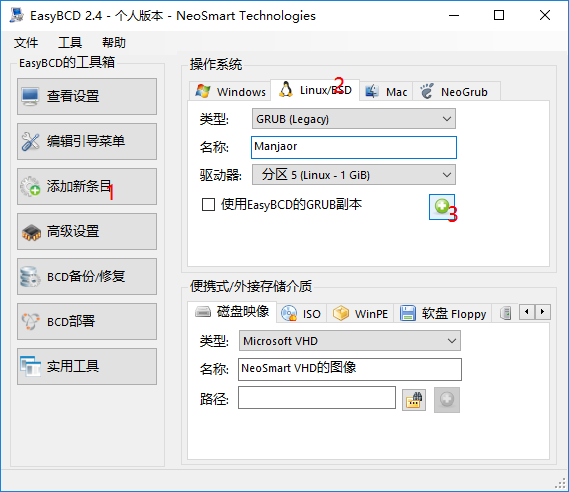 EasyBCD 2.4 - 个人版本 - NeoSmart Technologies
文件 工具 帮助
EasyBCD的工具箱
查看设置
编辑引导菜单
添加新条目
1
高级设置
BCD备份/修复
BCD部署
实用工具
操作系统
Windows Linux/BSD Mac NeoGrub
2
类型: GRUB (Legacy)
名称: Manjaor
驱动器: 分区 5 (Linux - 1 GiB)
使用EasyBCD的GRUB副本
3
便携式/外接存储介质
磁盘映像 ISO WinPE 软盘 Floppy
类型: Microsoft VHD
名称: NeoSmart VHD的图像
路径: